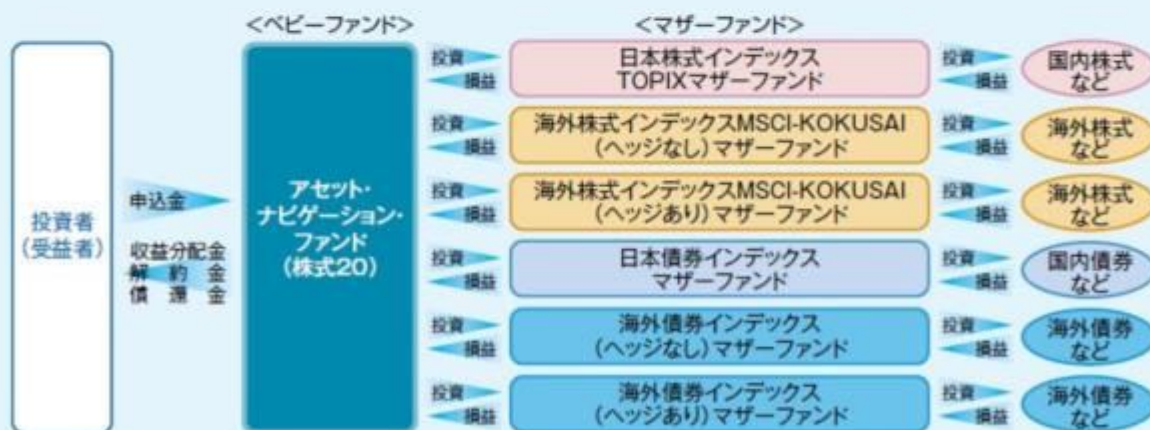 <ベビーファンド>
<マザーファンド>
投資者
(受益者)
申込金
収益分配金
解約金
償還金
アセット・
ナビゲーション・
ファンド
(株式20)
投資
損益
日本株式インデックス
TOPIXマザーファンド
投資
損益
国内株式
など
投資
損益
海外株式インデックスMSCI-KOKUSAI
(ヘッジなし)マザーファンド
投資
損益
海外株式
など
投資
損益
海外株式インデックスMSCI-KOKUSAI
(ヘッジあり)マザーファンド
投資
損益
海外株式
など
投資
損益
日本債券インデックス
マザーファンド
投資
損益
国内債券
など
投資
損益
海外債券インデックス
(ヘッジなし)マザーファンド
投資
損益
海外債券
など
投資
損益
海外債券インデックス
(ヘッジあり)マザーファンド
投資
損益
海外債券
など